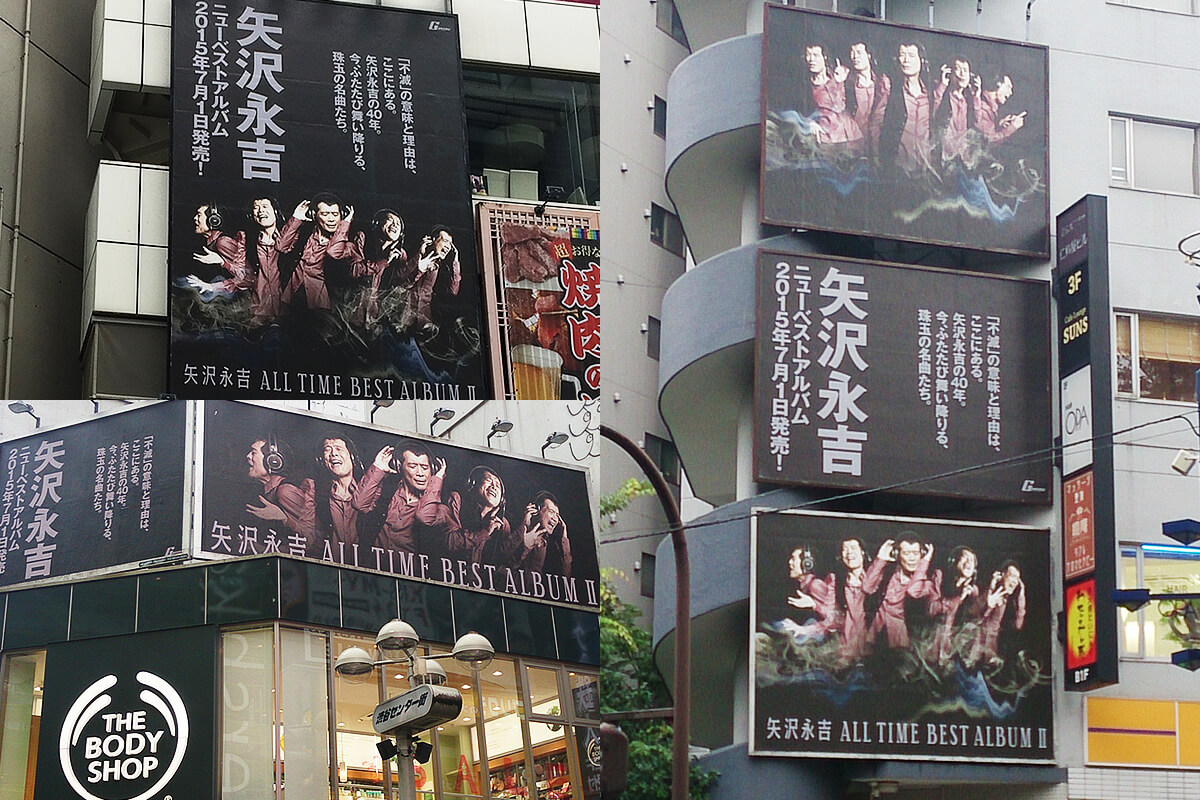 矢沢永吉
ニューベストアルバム
2015年7月1日発売！
「不滅」の意味と理由は、
ここにある。
矢沢永吉の40年。
今、ふたたび舞い降りる、
珠玉の名曲たち。
矢沢永吉 ALL TIME BEST ALBUM II
超お得な
焼肉の
矢沢永吉
ニューベストアルバム
2015年7月1日発売
「不滅」の意味と理由は、
ここにある。
矢沢永吉の40年。
今、ふたたび舞い降りる、
珠玉の名曲たち。
矢沢永吉 ALL TIME BEST ALBUM II
THE
BODY
SHOP
渋谷センター街
矢沢永吉
ニューベストアルバム
2015年7月1日発売！
「不滅」の意味と理由は、
ここにある。
矢沢永吉の40年。
今、ふたたび舞い降りる、
珠玉の名曲たち。
矢沢永吉 ALL TIME BEST ALBUM II
3F
SUNS
ODA
B1F
HAIR